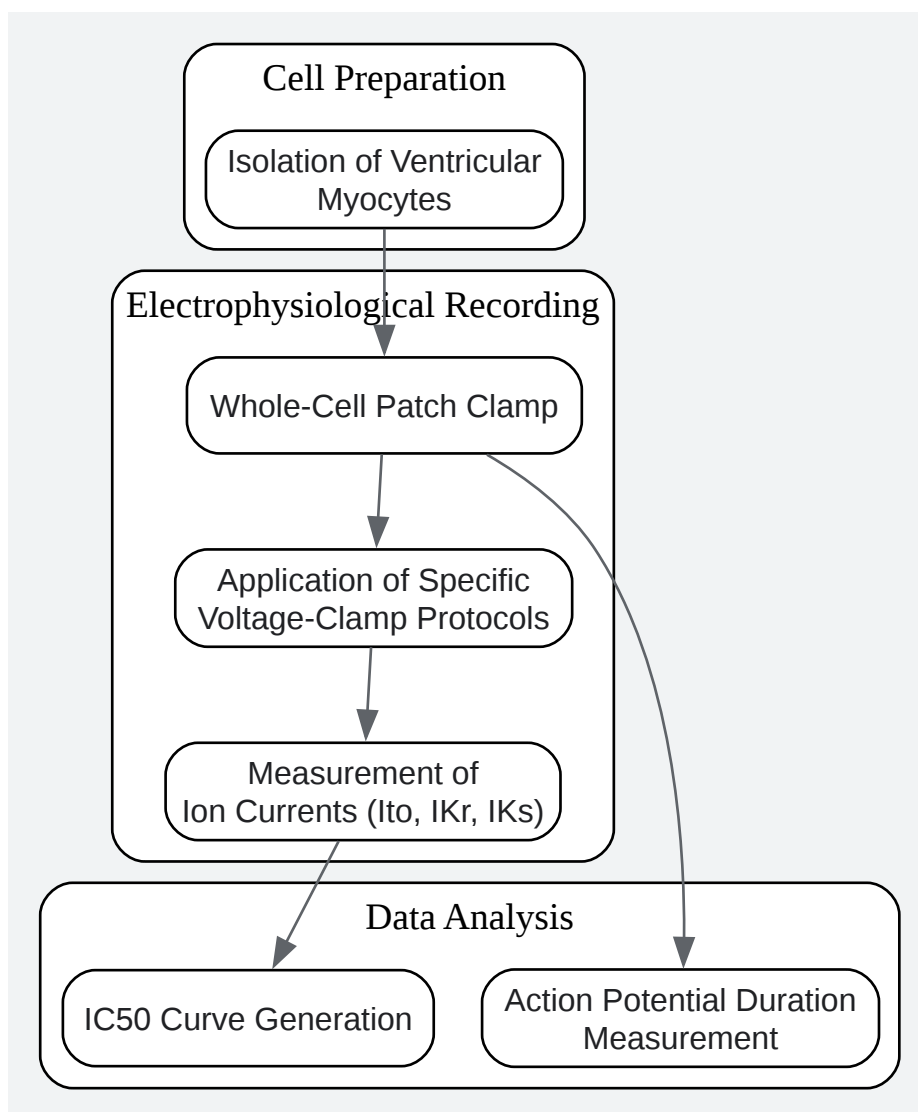 Cell Preparation
Isolation of Ventricular
Myocytes
Electrophysiological Recording
Whole-Cell Patch Clamp
Application of Specific
Voltage-Clamp Protocols
Measurement of
Ion Currents (Ito, IKr, IKs)
Data Analysis
IC50 Curve Generation
Action Potential Duration
Measurement